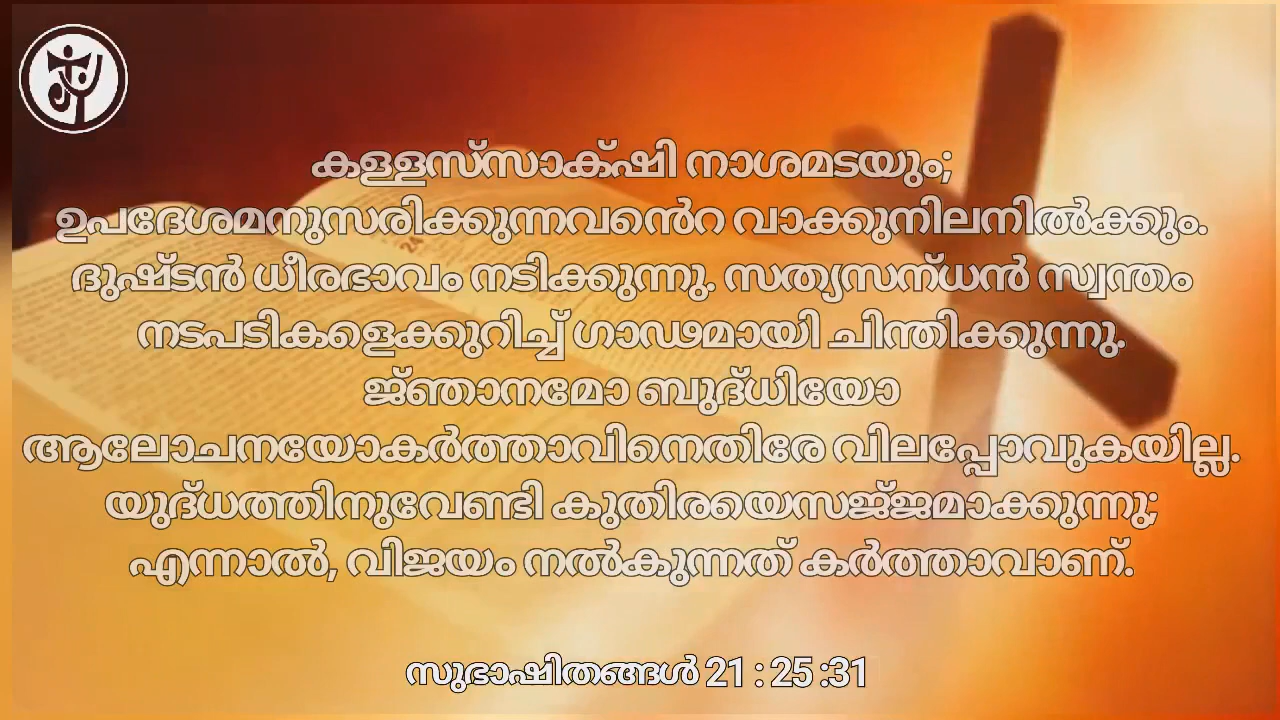 കള്ളസ്‌സാക്‌ഷി നാശമടയും;
ഉപദേശമനുസരിക്കുന്നവൻെറ വാക്കുനിലനിൽക്കും.
ദുഷ്‌ടൻ ധീരഭാവം നടിക്കുന്നു. സത്യസന്‌ധൻ സ്വന്തം
നടപടികളെക്കുറിച്ച് ഗാഢമായി ചിന്തിക്കുന്നു.
ജ്‌ഞാനമോ ബുദ്‌ധിയോ
ആലോചനയോകർത്താവിനെതിരേ വിലപ്പോവുകയില്ല.
യുദ്‌ധത്തിനുവേണ്ടി കുതിരയെസജ്‌ജമാക്കുന്നു;
എന്നാൽ, വിജയം നൽകുന്നത് കർത്താവാണ്.
സുഭാഷിതങ്ങൾ 21 : 25 :31